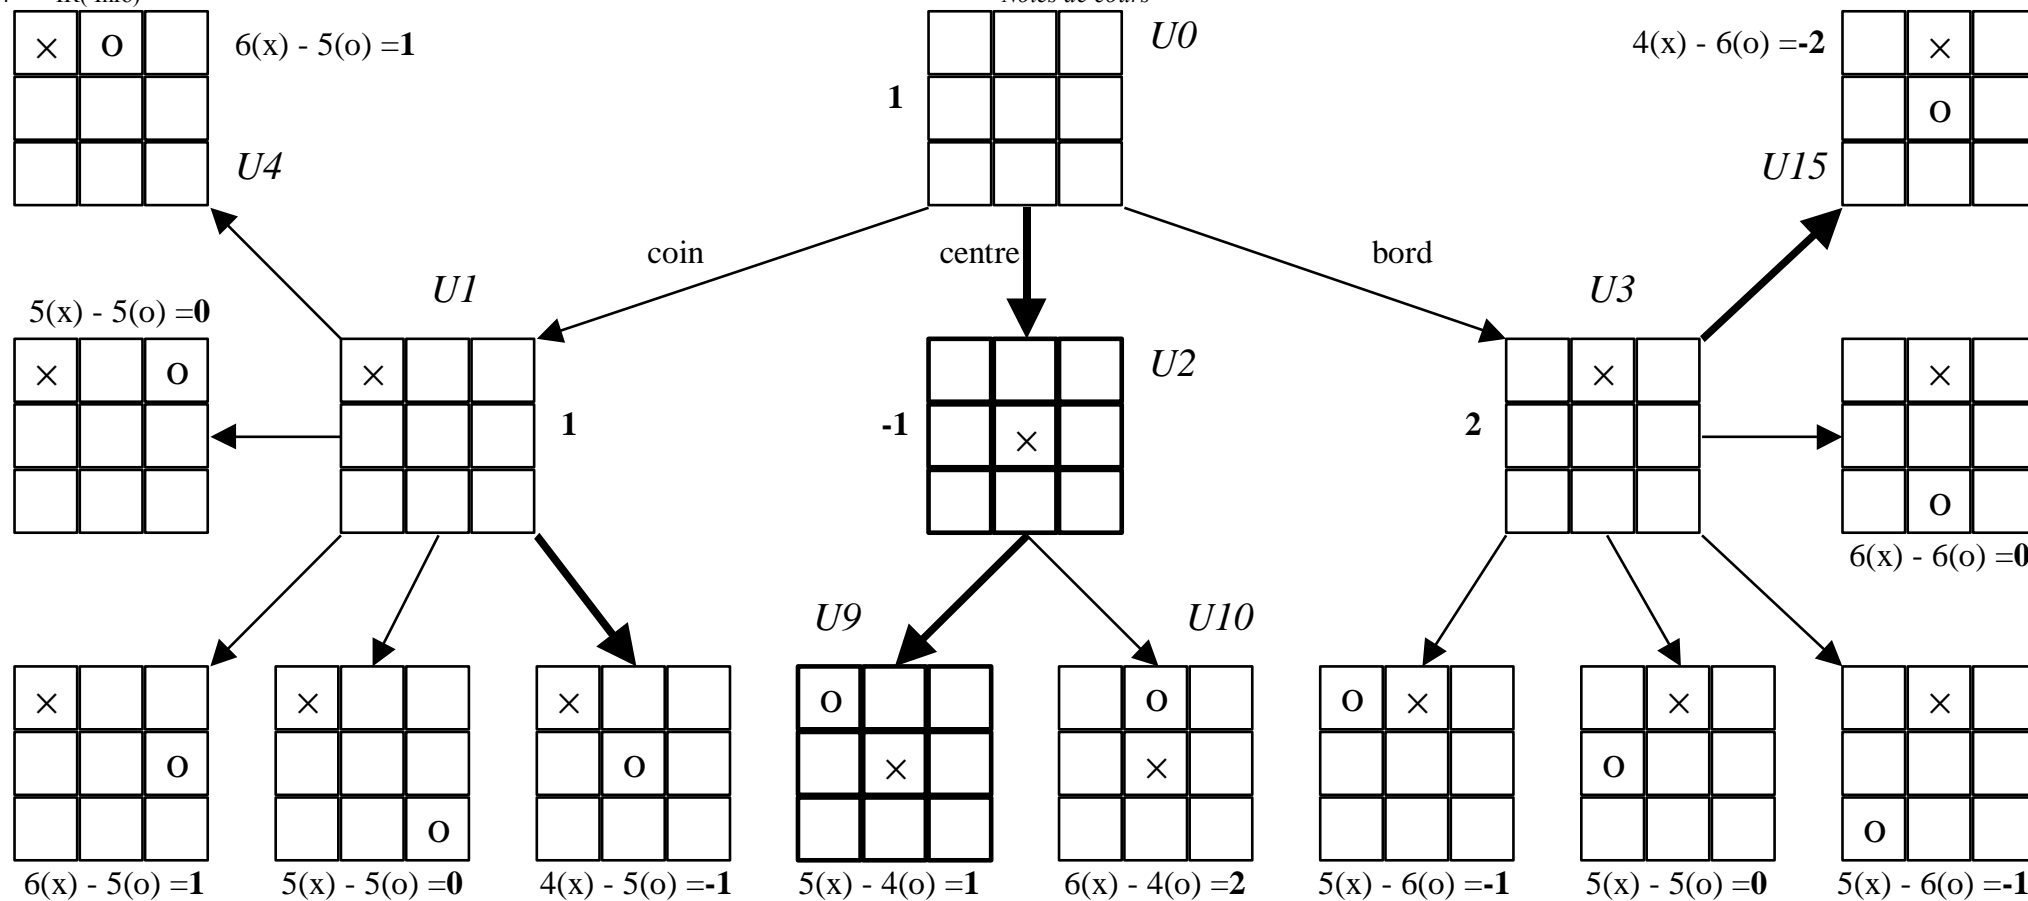 Notes de cours
× o
6(x) - 5(o) =1
U0
4(x) - 6(o) =-2
×
1
o
U4
U15
coin
centre
bord
U1
U3
5(x) - 5(o) =0
U2
× o
×
×
×
1
-1
×
2
o
6(x) - 6(o) =0
U9
U10
×
×
×
o
o
o ×
×
×
o
o
×
×
o
o
o
6(x) - 5(o) =1
5(x) - 5(o) =0
4(x) - 5(o) =-1
5(x) - 4(o) =1
6(x) - 4(o) =2
5(x) - 6(o) =-1
5(x) - 5(o) =0
5(x) - 6(o) =-1